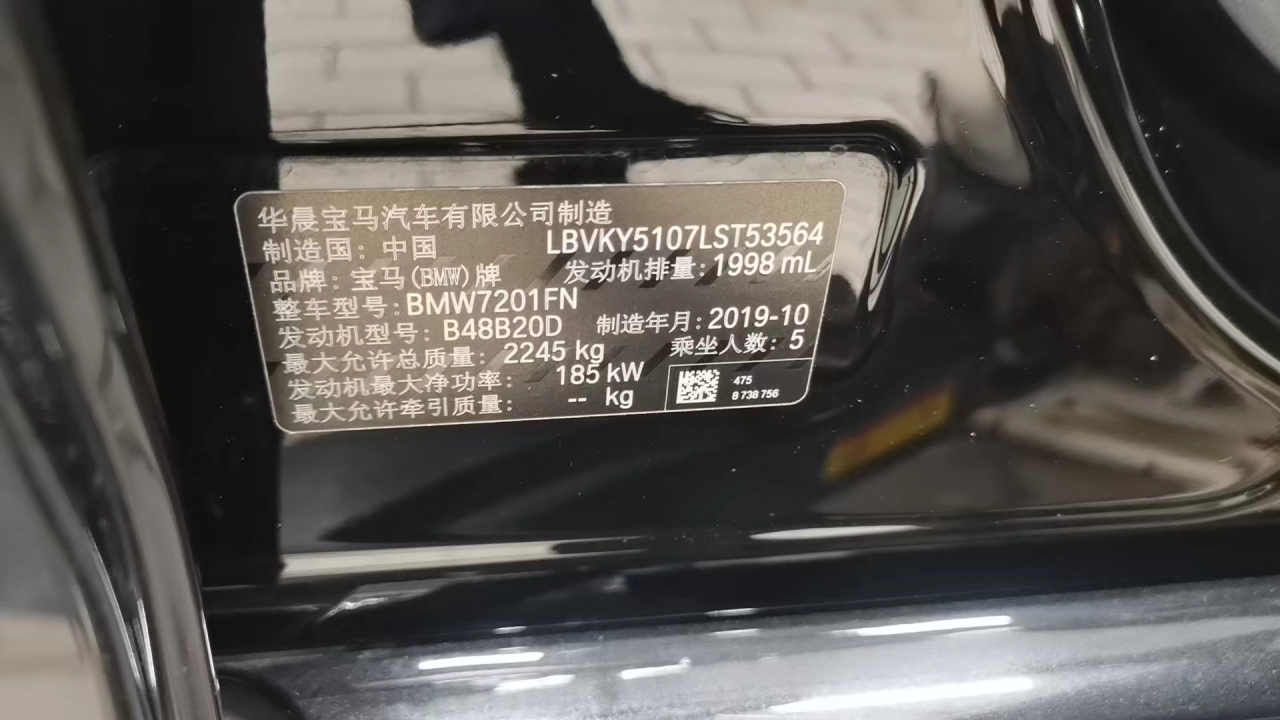 华晨宝马汽车有限公司制造
制造国：中国 LBVKY5107LST53564
品牌：宝马(BMW)牌 发动机排量：1998 mL
整车型号：BMW7201FN
发动机型号：B48B20D 制造年月：2019-10
最大允许总质量：2245 kg 乘坐人数：5
发动机最大净功率：185 kW
最大允许牵引质量：-- kg
475
8 738 756